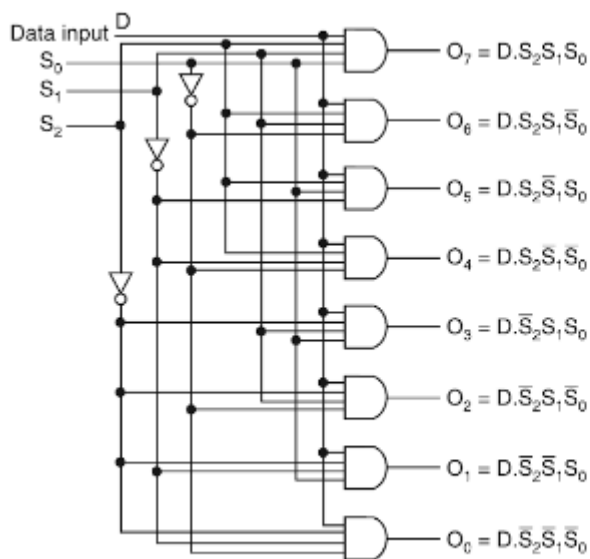 Data input D
S₀
S₁
S₂
O₇ = D.S₂S₁S₀
O₆ = D.S₂S₁S̅₀
O₅ = D.S₂S̅₁S₀
O₄ = D.S₂S̅₁S̅₀
O₃ = D.S̅₂S₁S₀
O₂ = D.S̅₂S₁S̅₀
O₁ = D.S̅₂S̅₁S₀
O₀ = D.S̅₂S̅₁S̅₀